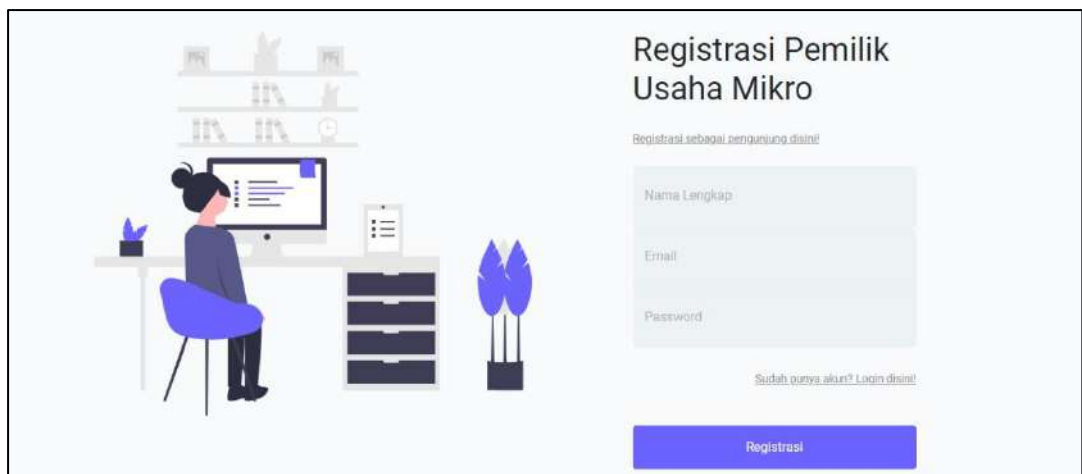 Registrasi Pemilik
Usaha Mikro
Registrasi sebagai pengunjung disini!
Nama Lengkap
Email
Password
Sudah punya akun? Login disini!
Registrasi